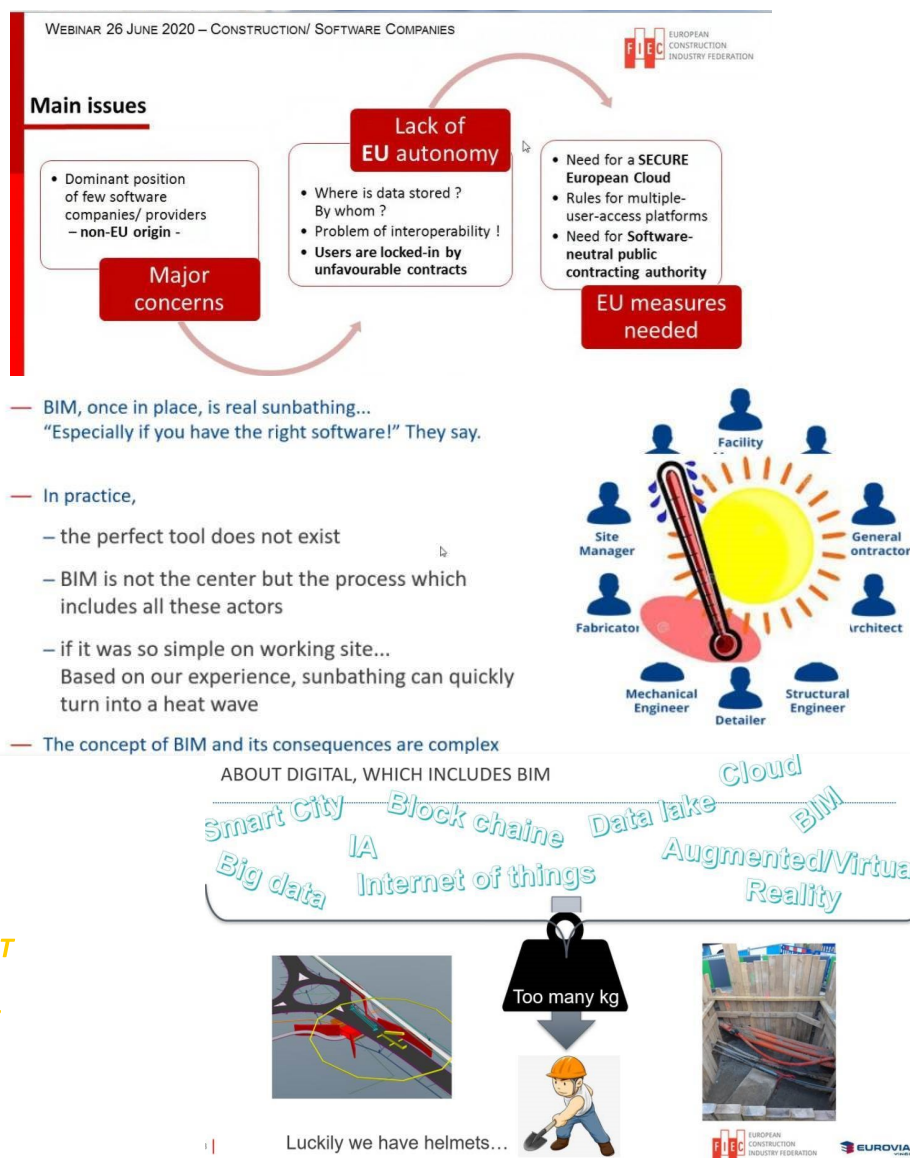 WEBINAR 26 JUNE 2020 – CONSTRUCTION/ SOFTWARE COMPANIES
FIEC
EUROPEAN
CONSTRUCTION
INDUSTRY FEDERATION
Main issues
• Dominant position
of few software
companies/ providers
– non-EU origin -
Major
concerns
Lack of
EU autonomy
• Where is data stored ?
By whom ?
• Problem of interoperability !
• Users are locked-in by
unfavourable contracts
• Need for a SECURE
European Cloud
• Rules for multiple-
user-access platforms
• Need for Software-
neutral public
contracting authority
EU measures
needed
— BIM, once in place, is real sunbathing...
“Especially if you have the right software!” They say.
— In practice,
– the perfect tool does not exist
– BIM is not the center but the process which
includes all these actors
– if it was so simple on working site...
Based on our experience, sunbathing can quickly
turn into a heat wave
— The concept of BIM and its consequences are complex
Facility
Site
Manager
General
ontractor
Fabricator
Architect
Mechanical
Engineer
Detailer
Structural
Engineer
ABOUT DIGITAL, WHICH INCLUDES BIM
Cloud
Smart City
Block chaine
Data lake
BIM
IA
Big data
Internet of things
Augmented/Virtua
Reality
T
Too many kg
Luckily we have helmets…
FIEC
EUROPEAN
CONSTRUCTION
INDUSTRY FEDERATION
EUROVIA